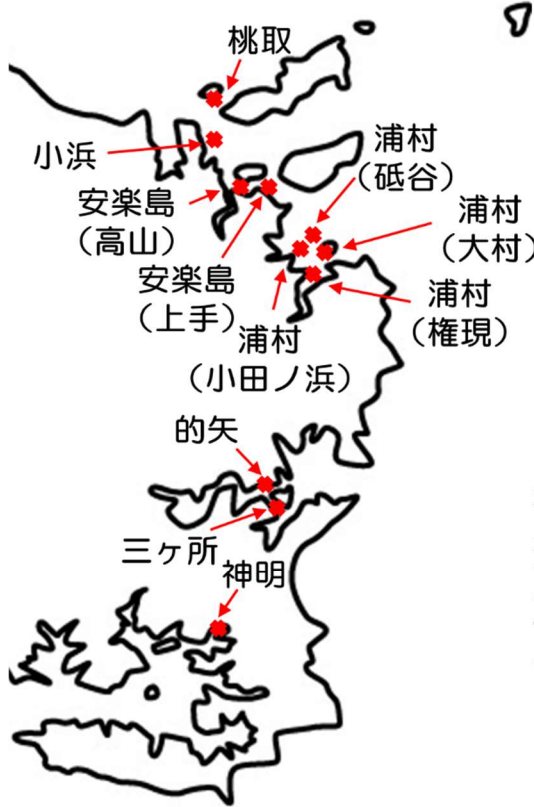 桃取
小浜
浦村
（砥谷）
安楽島
（高山）
浦村
（大村）
安楽島
（上手）
浦村
（権現）
浦村
（小田ノ浜）
的矢
三ヶ所
神明